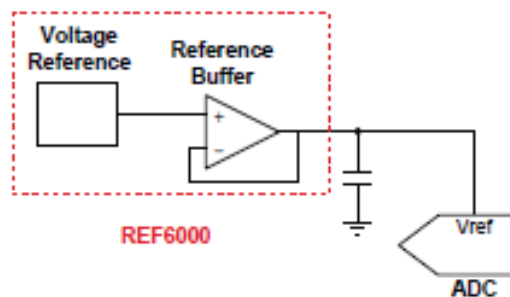 Voltage
Reference
Reference
Buffer
+
−
REF6000
Vref
ADC